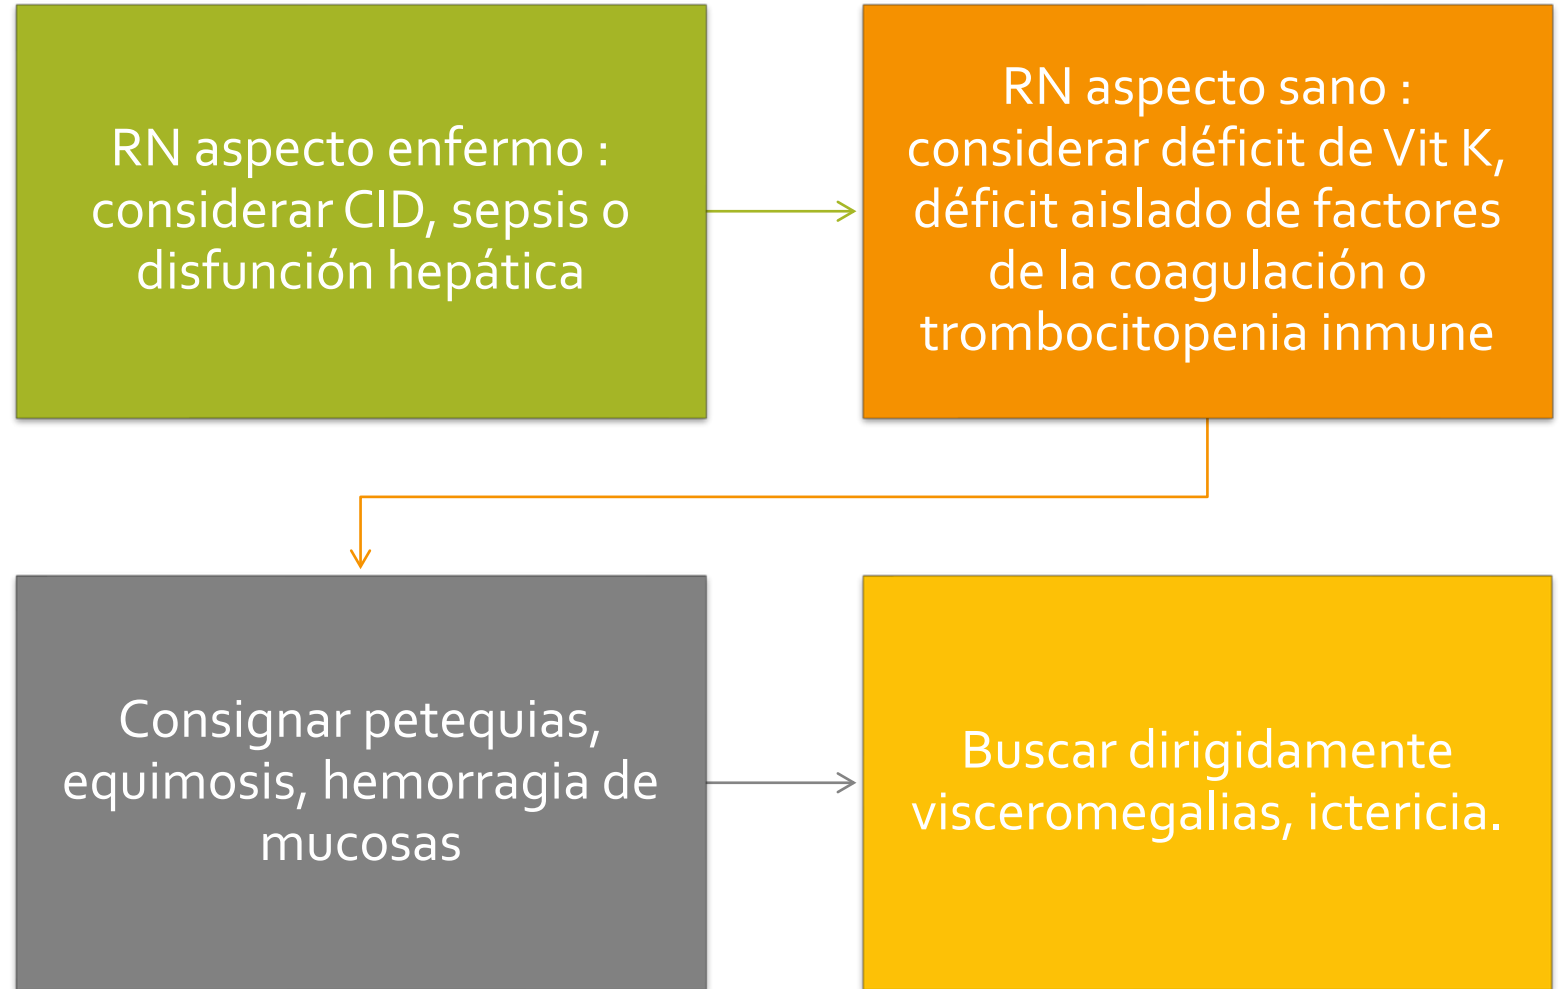 RN aspecto enfermo :
considerar CID, sepsis o
disfunción hepática
RN aspecto sano :
considerar déficit de Vit K,
déficit aislado de factores
de la coagulación o
trombocitopenia inmune
Consignar petequias,
equimosis, hemorragia de
mucosas
Buscar dirigidamente
visceromegalias, ictericia.